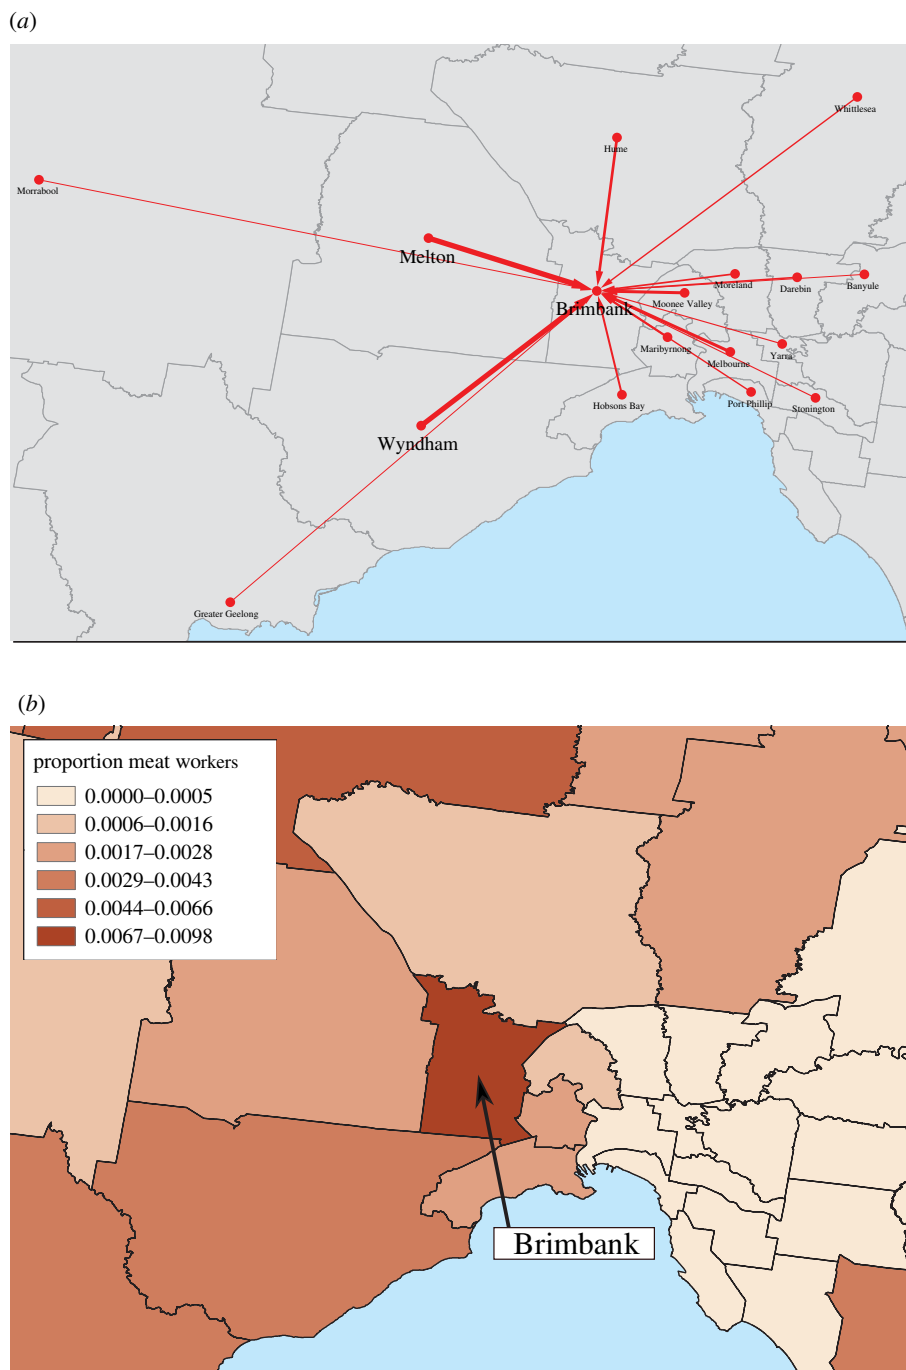 (a)
Whittlesea
Hume
Morrabool
Melton
Moreland
Darebin
Banyule
Moonee Valley
Brimbank
Maribyrnong
Yarra
Melbourne
Hobsons Bay
Port Phillip
Stonington
Wyndham
Greater Geelong
(b)
proportion meat workers
0.0000–0.0005
0.0006–0.0016
0.0017–0.0028
0.0029–0.0043
0.0044–0.0066
0.0067–0.0098
Brimbank